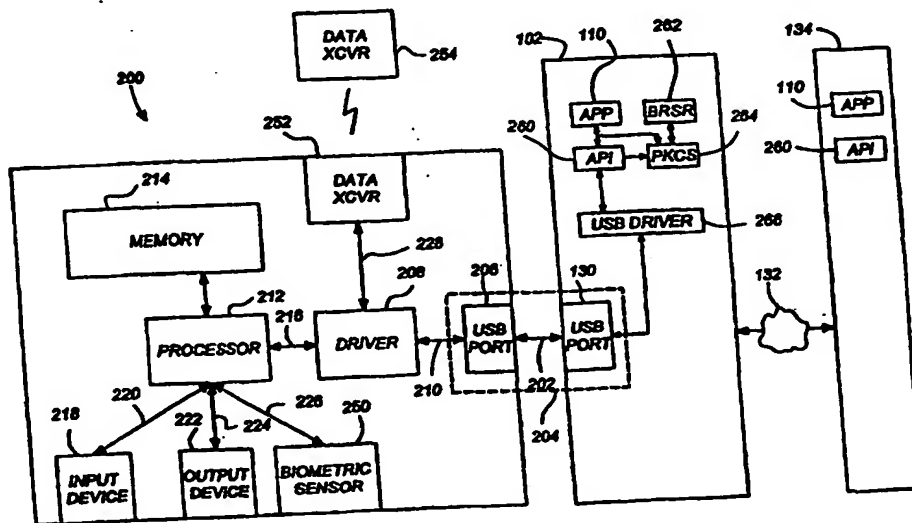 DATA
XCVR
254
200
252
102
110
262
134
APP
BRSR
260
API
PKCS
264
110
APP
260
API
214
MEMORY
DATA
XCVR
228
208
USB DRIVER
266
212
PROCESSOR
216
DRIVER
210
206
USB
PORT
202
130
USB
PORT
204
132
220
226
218
222
224
250
INPUT
DEVICE
OUTPUT
DEVICE
BIOMETRIC
SENSOR